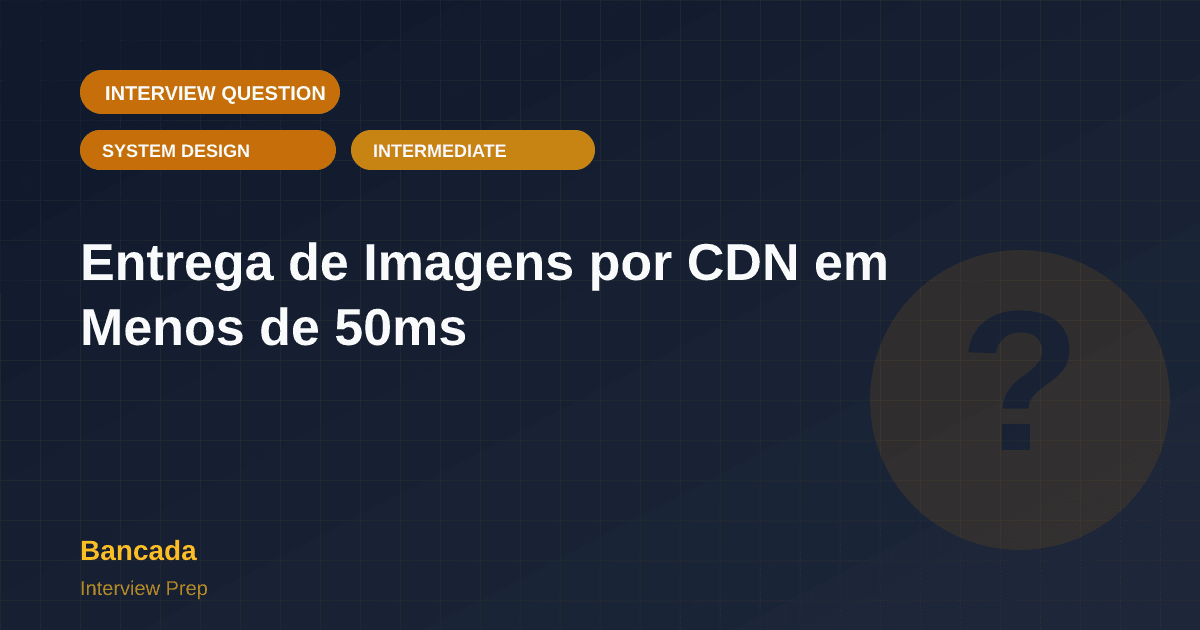 INTERVIEW QUESTION
SYSTEM DESIGN
INTERMEDIATE
Entrega de Imagens por CDN em
Menos de 50ms
?
Bancada
Interview Prep